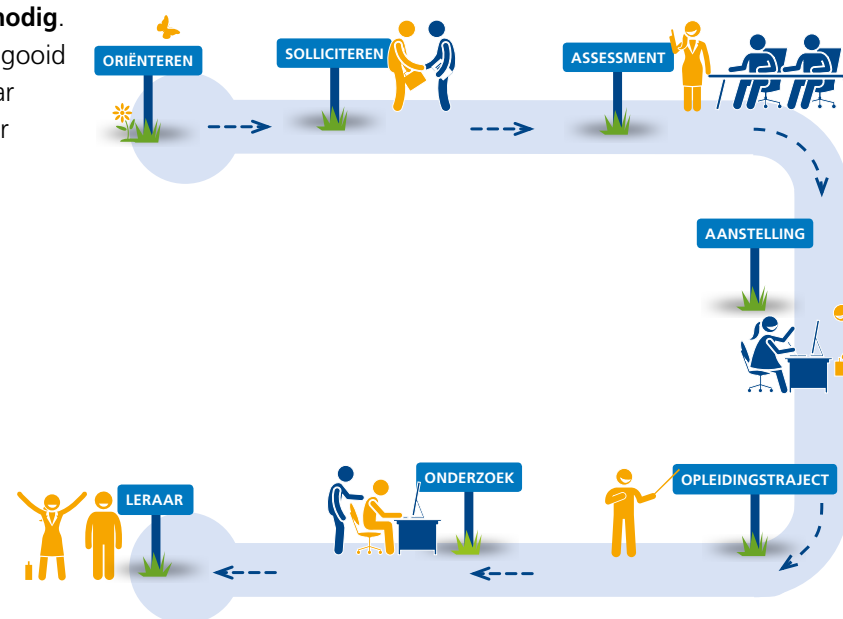 nodig.
gooid
ar
r
ORIËNTEREN
SOLLICITEREN
ASSESSMENT
AANSTELLING
OPLEIDINGSTRAJECT
ONDERZOEK
LERAAR